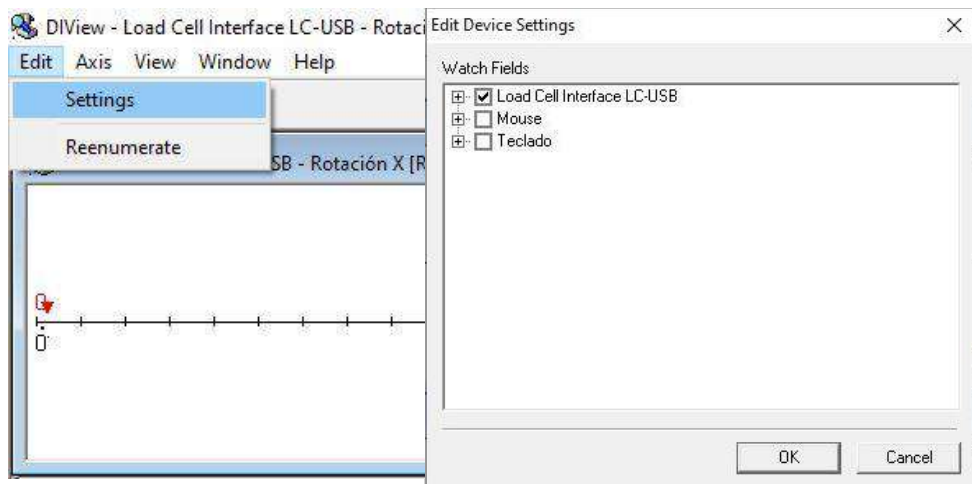 DIView - Load Cell Interface LC-USB - Rotaci
Edit Axis View Window Help
Settings
Reenumerate
SB - Rotación X [R
0
0
Edit Device Settings
Watch Fields
Load Cell Interface LC-USB
Mouse
Teclado
OK Cancel